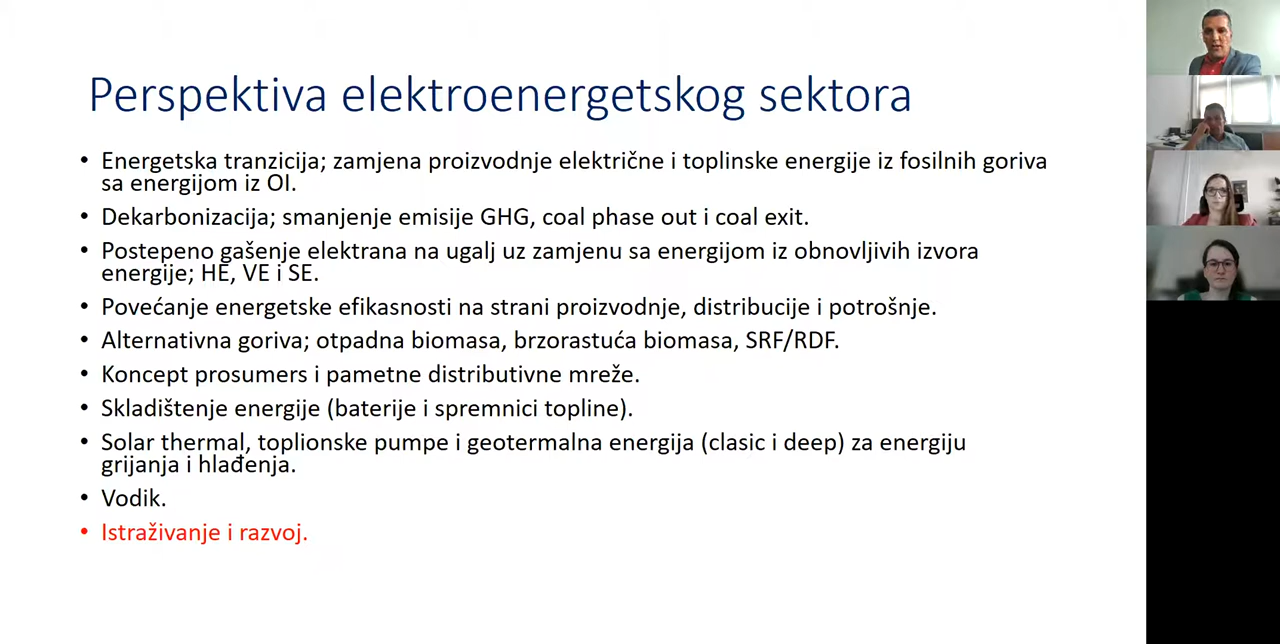 Perspektiva elektroenergetskog sektora
• Energetska tranzicija; zamjena proizvodnje električne i toplinske energije iz fosilnih goriva
sa energijom iz OI.
• Dekarbonizacija; smanjenje emisije GHG, coal phase out i coal exit.
• Postepeno gašenje elektrana na ugalj uz zamjenu sa energijom iz obnovljivih izvora
energije; HE, VE i SE.
• Povećanje energetske efikasnosti na strani proizvodnje, distribucije i potrošnje.
• Alternativna goriva; otpadna biomasa, brzorastuća biomasa, SRF/RDF.
• Koncept prosumers i pametne distributivne mreže.
• Skladištenje energije (baterije i spremnici topline).
• Solar thermal, toplionske pumpe i geotermalna energija (clasic i deep) za energiju
grijanja i hlađenja.
• Vodik.
• Istraživanje i razvoj.